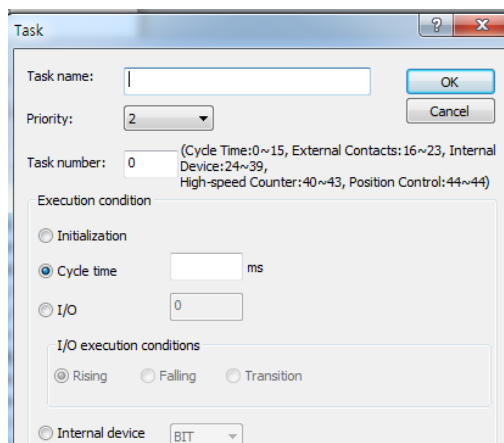 Task
Task name:
OK
Priority:
2
Cancel
Task number:
0
(Cycle Time:0~15, External Contacts:16~23, Internal
Device:24~39,
High-speed Counter:40~43, Position Control:44~44)
Execution condition
Initialization
Cycle time
ms
I/O
0
I/O execution conditions
Rising
Falling
Transition
Internal device
BIT